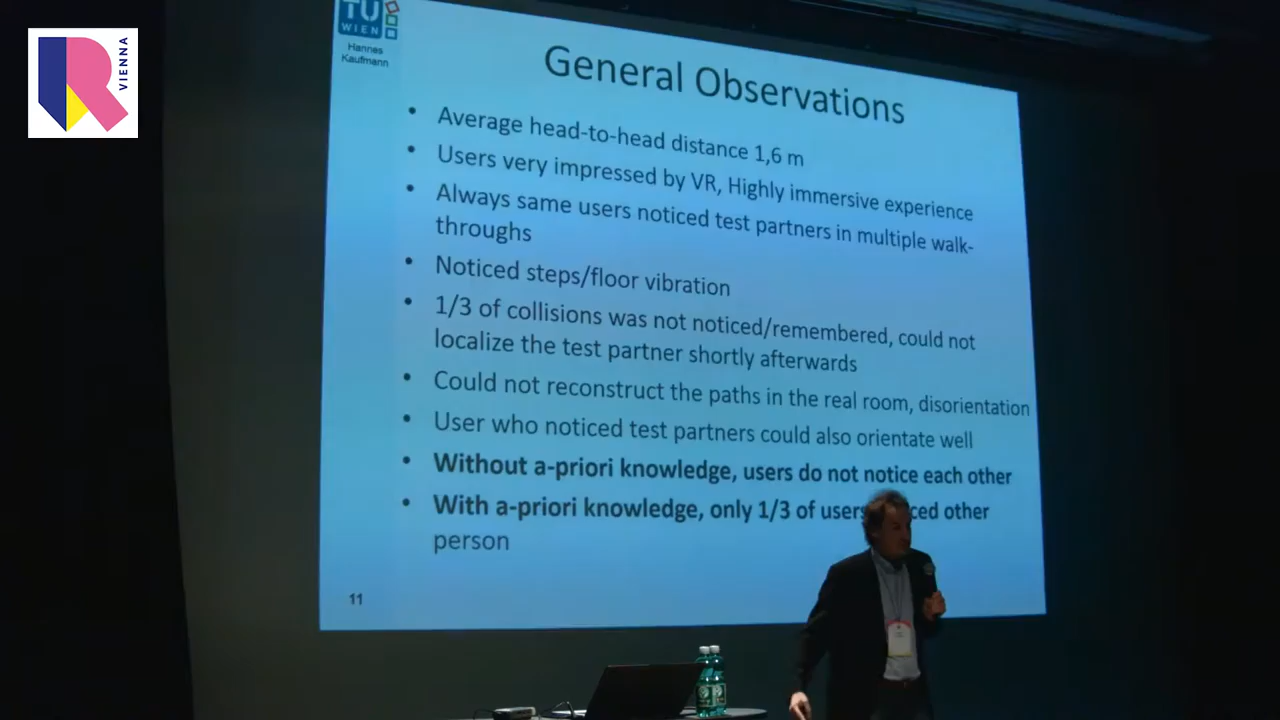 VIENNA
TU
WIEN
Hannes
Kaufmann
General Observations
• Average head-to-head distance 1,6 m
• Users very impressed by VR, Highly immersive experience
• Always same users noticed test partners in multiple walk-
throughs
• Noticed steps/floor vibration
• 1/3 of collisions was not noticed/remembered, could not
localize the test partner shortly afterwards
• Could not reconstruct the paths in the real room, disorientation
• User who noticed test partners could also orientate well
• Without a-priori knowledge, users do not notice each other
• With a-priori knowledge, only 1/3 of users other
person
11